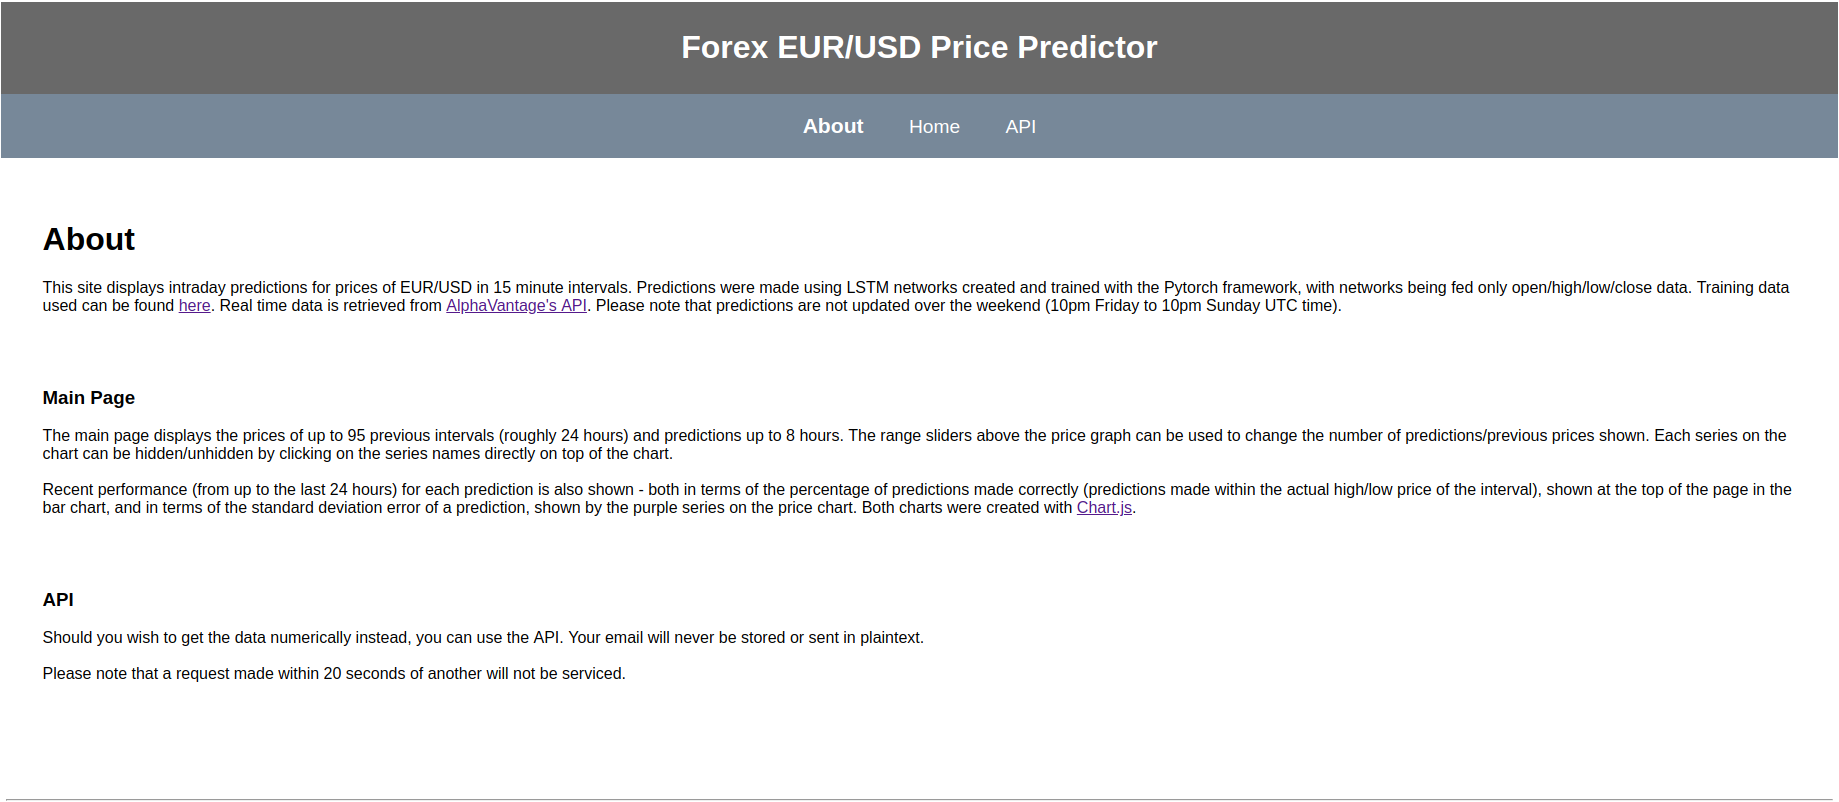 Forex EUR/USD Price Predictor
About Home API
About
This site displays intraday predictions for prices of EUR/USD in 15 minute intervals. Predictions were made using LSTM networks created and trained with the Pytorch framework, with networks being fed only open/high/low/close data. Training data
used can be found here. Real time data is retrieved from AlphaVantage's API. Please note that predictions are not updated over the weekend (10pm Friday to 10pm Sunday UTC time).
Main Page
The main page displays the prices of up to 95 previous intervals (roughly 24 hours) and predictions up to 8 hours. The range sliders above the price graph can be used to change the number of predictions/previous prices shown. Each series on the
chart can be hidden/unhidden by clicking on the series names directly on top of the chart.
Recent performance (from up to the last 24 hours) for each prediction is also shown - both in terms of the percentage of predictions made correctly (predictions made within the actual high/low price of the interval), shown at the top of the page in the
bar chart, and in terms of the standard deviation error of a prediction, shown by the purple series on the price chart. Both charts were created with Chart.js.
API
Should you wish to get the data numerically instead, you can use the API. Your email will never be stored or sent in plaintext.
Please note that a request made within 20 seconds of another will not be serviced.